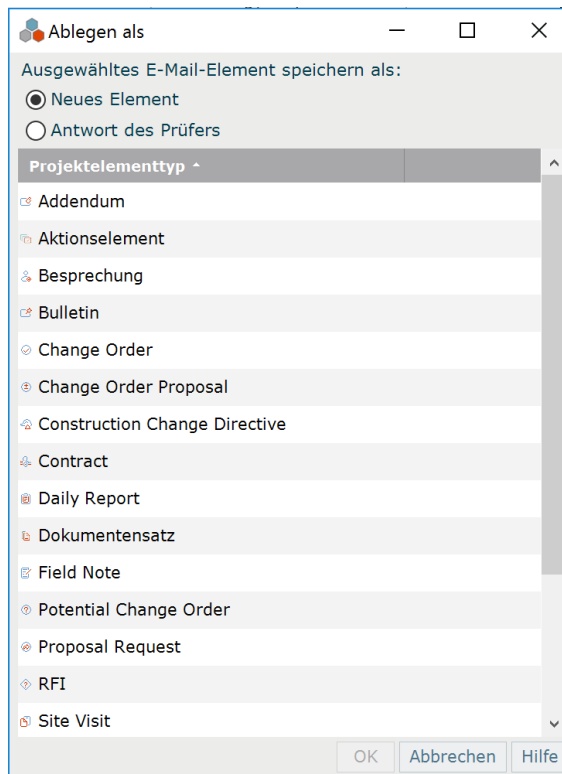 Ablegen als
Ausgewähltes E-Mail-Element speichern als:
Neues Element
Antwort des Prüfers
Projektelementtyp
Addendum
Aktionselement
Besprechung
Bulletin
Change Order
Change Order Proposal
Construction Change Directive
Contract
Daily Report
Dokumentensatz
Field Note
Potential Change Order
Proposal Request
RFI
Site Visit
OK Abbrechen Hilfe